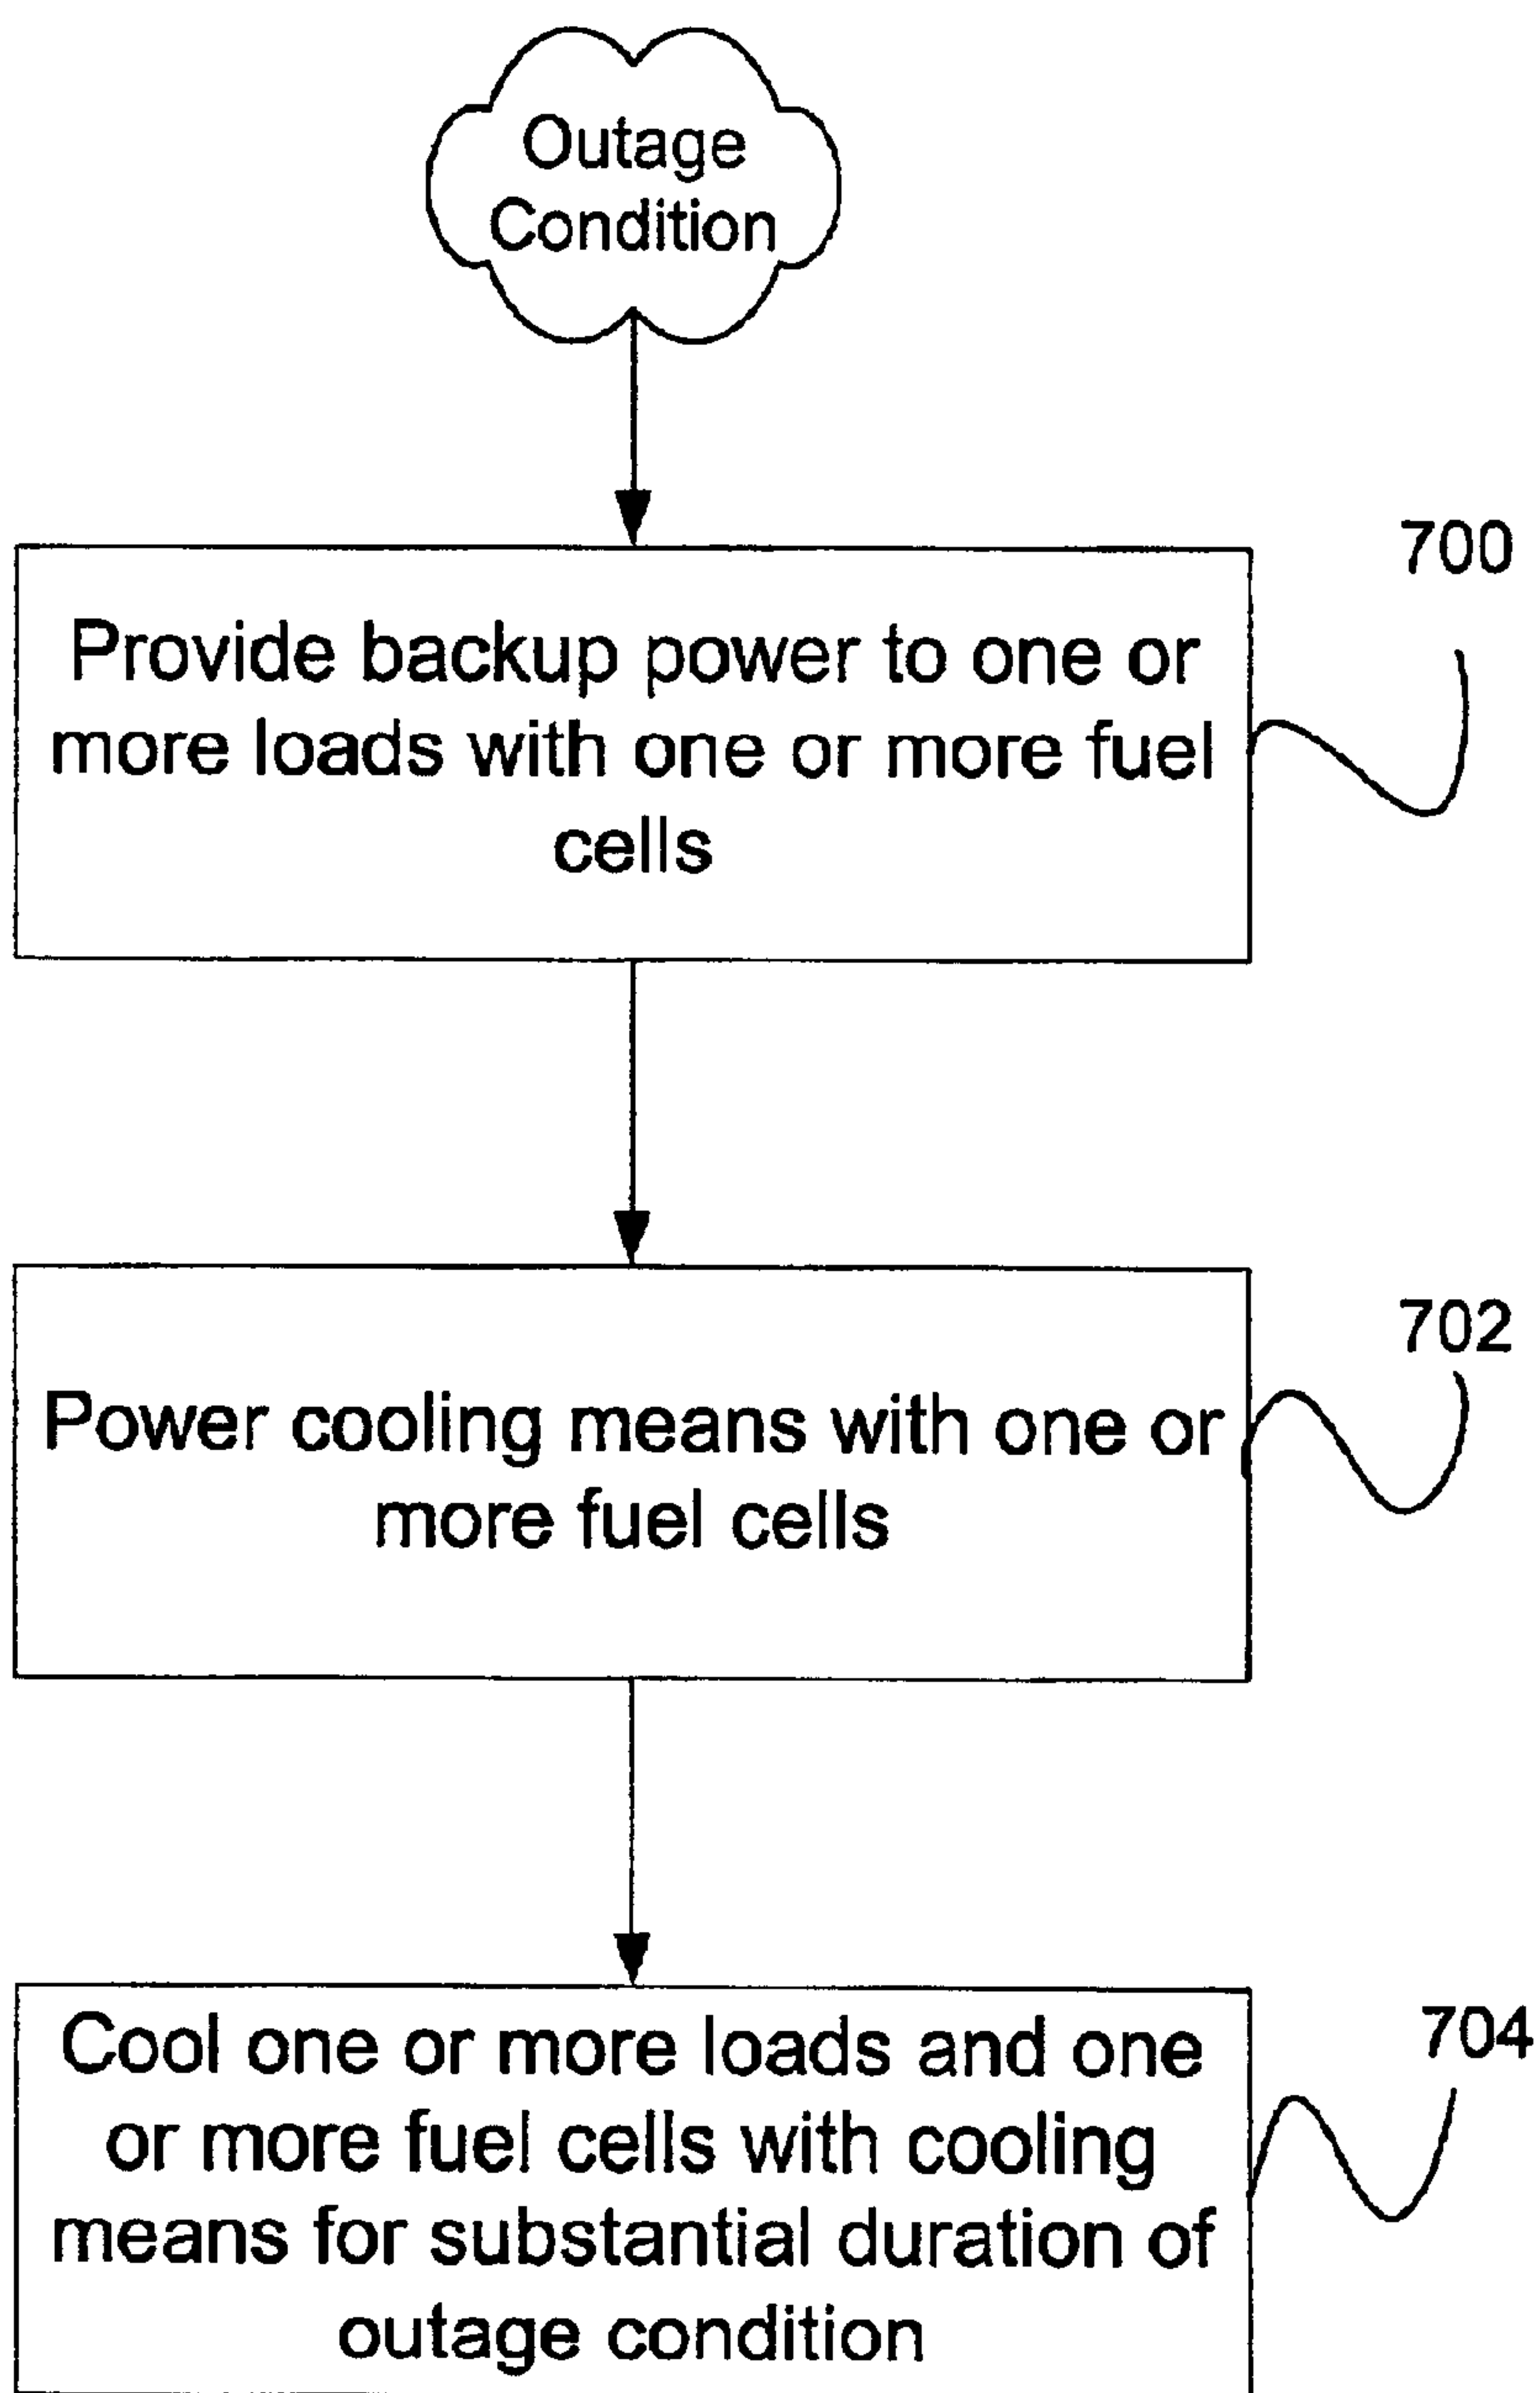 Outage
Condition
700
Provide backup power to one or
more loads with one or more fuel
cells
702
Power cooling means with one or
more fuel cells
704
Cool one or more loads and one
or more fuel cells with cooling
means for substantial duration of
outage condition